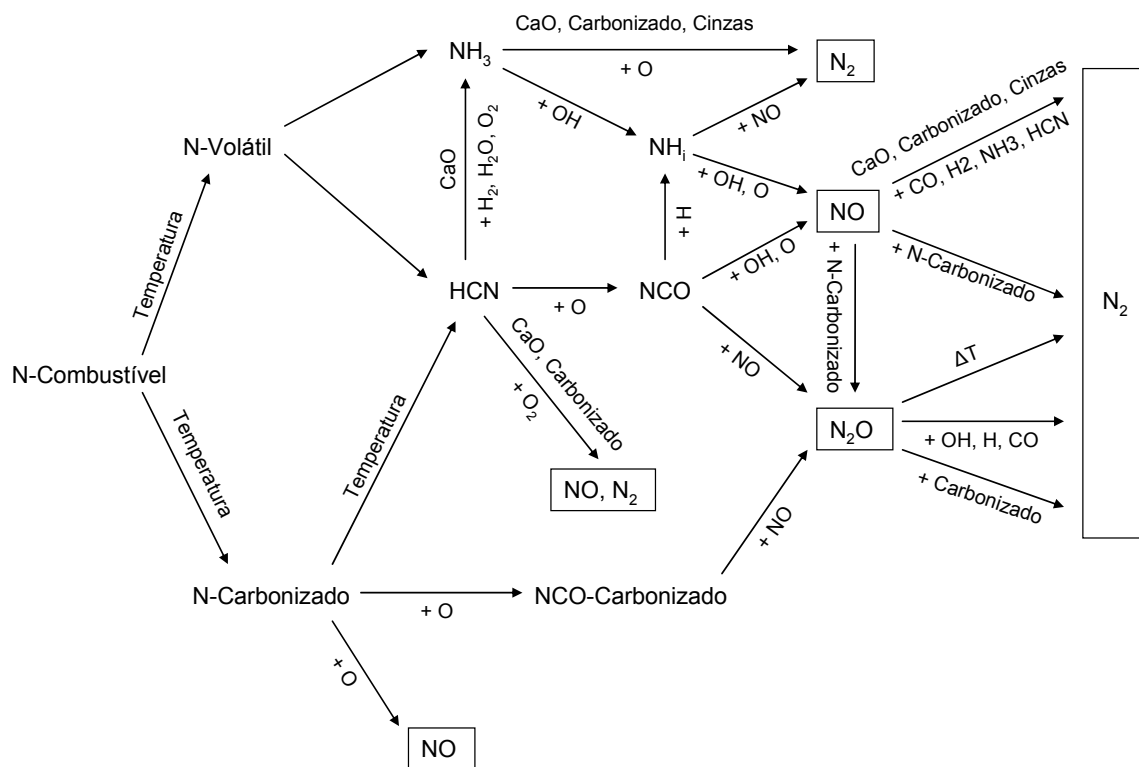 CaO, Carbonizado, Cinzas
NH3
+ O
N2
+ OH
+ NO
CaO, Carbonizado, Cinzas
N-Volátil
CaO
+ H2, H2O, O2
NHi
+ OH, O
+ CO, H2, NH3, HCN
NO
Temperatura
+ H
+ OH, O
+ N-Carbonizado
+ N-Carbonizado
HCN
+ O
NCO
N2
CaO, Carbonizado
+ O2
+ NO
ΔT
N-Combustível
Temperatura
Temperatura
N2O
+ OH, H, CO
+ Carbonizado
NO, N2
+ NO
N-Carbonizado
+ O
NCO-Carbonizado
+ O
NO